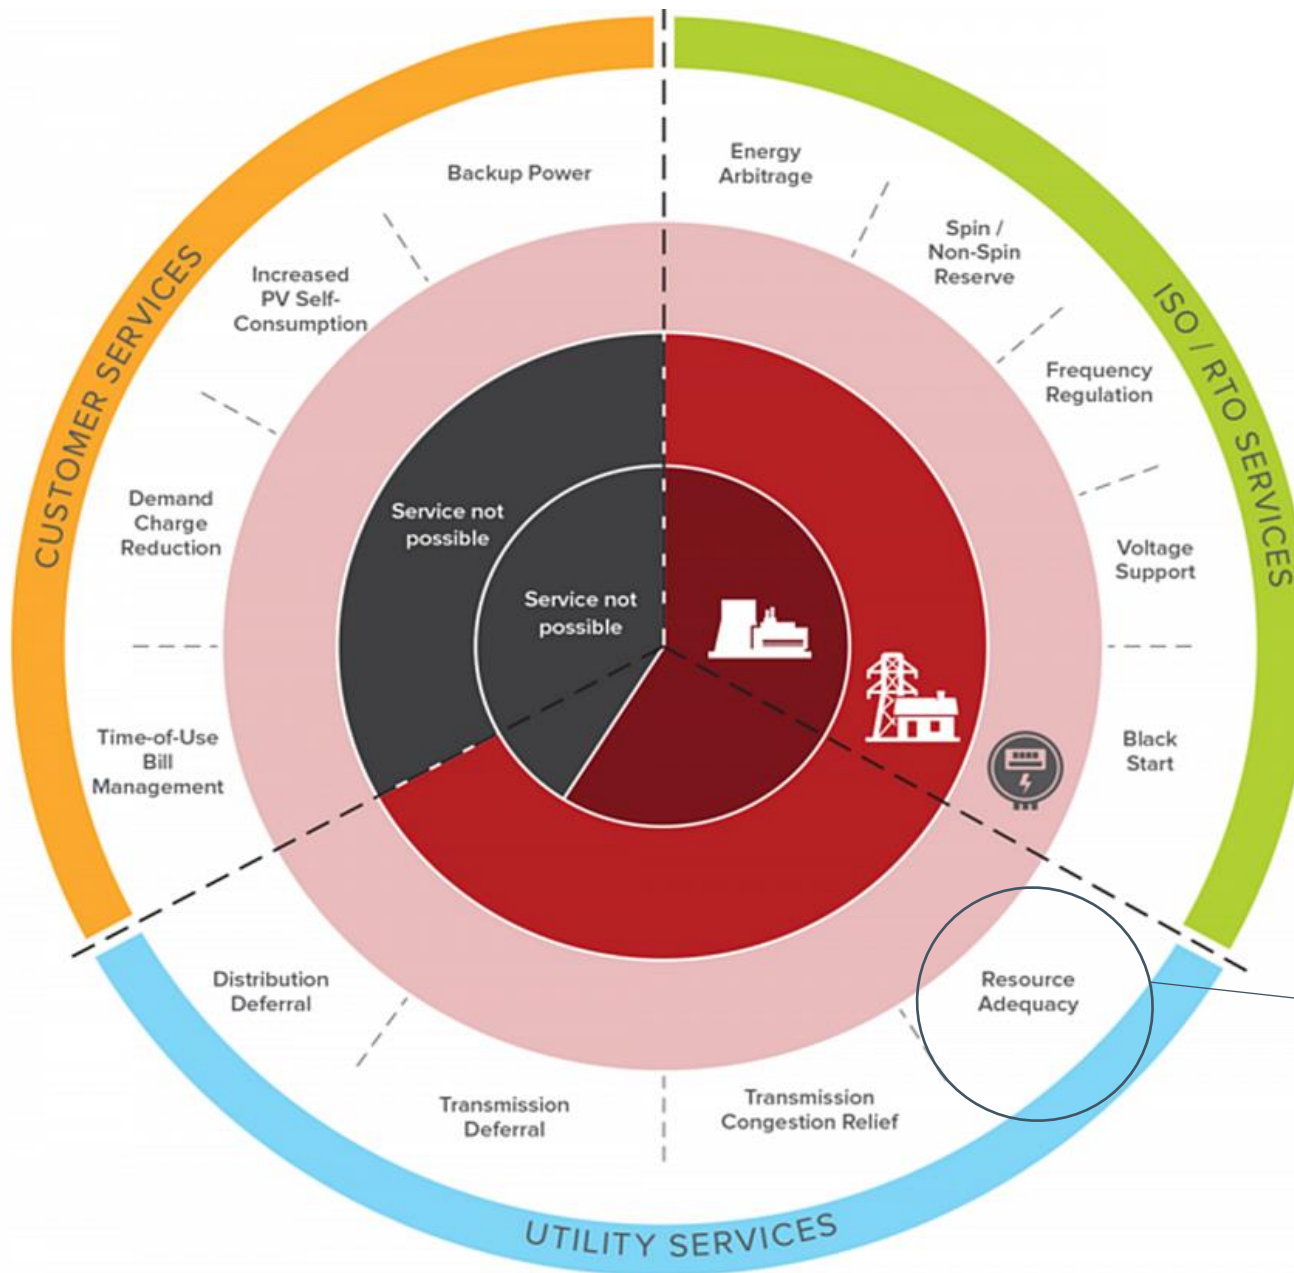 Backup Power
Energy
Arbitrage
Spin /
Non-Spin
Reserve
Increased
PV Self-
Consumption
Frequency
Regulation
CUSTOMER SERVICES
ISO / RTO SERVICES
Demand
Charge
Reduction
Service not
possible
Service not
possible
Voltage
Support
Time-of-Use
Bill
Management
Black
Start
Distribution
Deferral
Resource
Adequacy
Transmission
Deferral
Transmission
Congestion Relief
UTILITY SERVICES